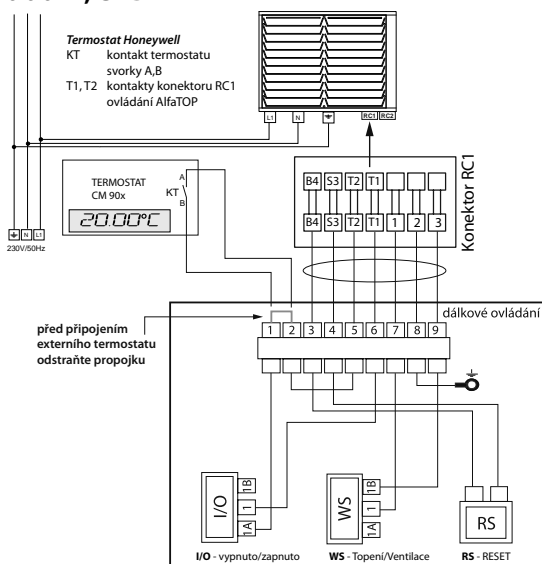 Termostat Honeywell
KT kontakt termostatu
svorky A,B
T1, T2 kontakty konektoru RC1
ovládání AlfaTOP
L1 N RC1 RC2
TERMOSTAT
CM 90x
20.00°C
A
KT
B
N L1
230V/50Hz
B4 S3 T2 T1
B4 S3 T2 T1 1 2 3
Konektor RC1
dálkové ovládání
před připojením
externího termostatu
odstraňte propojku
1 2 3 4 5 6 7 8 9
I/O
1B
1
1A
WS
1B
1
1A
RS
I/O - vypnuto/zapnuto
WS - Topení/Ventilace
RS - RESET